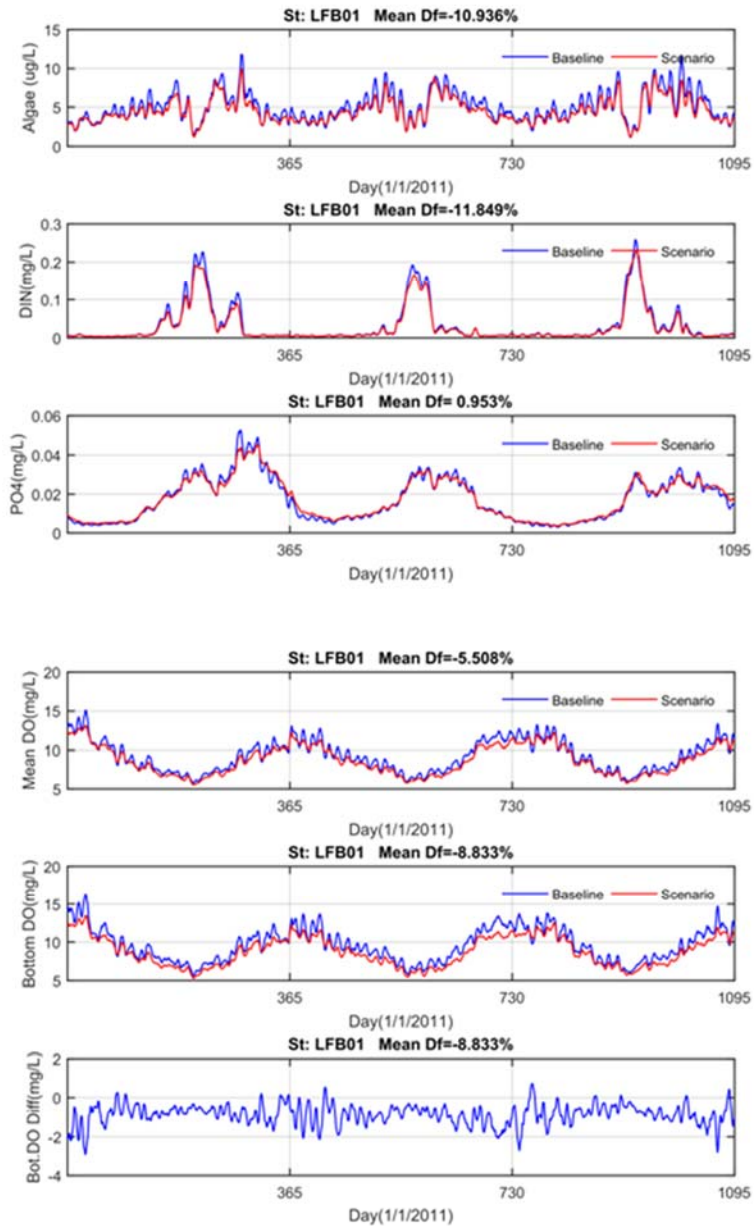 St: LFB01 Mean Df=-10.936%
15
10
5
0
Algae (ug/L)
Baseline Scenario
365 730 1095
Day(1/1/2011)
St: LFB01 Mean Df=-11.849%
0.3
0.2
0.1
0
DIN(mg/L)
Baseline Scenario
365 730 1095
Day(1/1/2011)
St: LFB01 Mean Df= 0.953%
0.06
0.04
0.02
0
PO4(mg/L)
Baseline Scenario
365 730 1095
Day(1/1/2011)
St: LFB01 Mean Df=-5.508%
20
15
10
5
Mean DO(mg/L)
Baseline Scenario
365 730 1095
Day(1/1/2011)
St: LFB01 Mean Df=-8.833%
20
15
10
5
Bottom DO(mg/L)
Baseline Scenario
365 730 1095
Day(1/1/2011)
St: LFB01 Mean Df=-8.833%
2
0
-2
-4
Bot.DO Diff(mg/L)
365 730 1095
Day(1/1/2011)